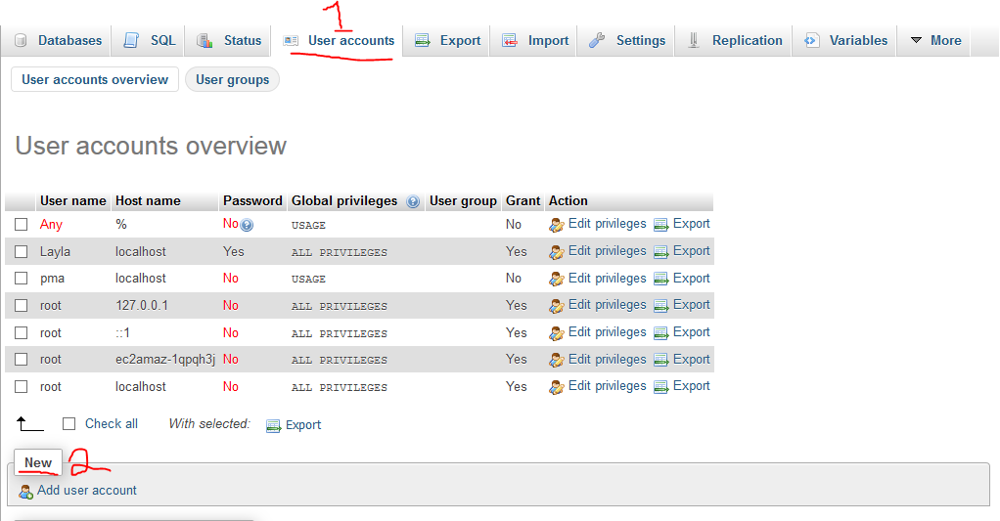 1
Databases SQL Status User accounts Export Import Settings Replication Variables More
User accounts overview User groups
User accounts overview
User name Host name Password Global privileges User group Grant Action
Any % No USAGE No Edit privileges Export
Layla localhost Yes ALL PRIVILEGES Yes Edit privileges Export
pma localhost No USAGE No Edit privileges Export
root 127.0.0.1 No ALL PRIVILEGES Yes Edit privileges Export
root ::1 No ALL PRIVILEGES Yes Edit privileges Export
root ec2amaz-1qpqh3j No ALL PRIVILEGES Yes Edit privileges Export
root localhost No ALL PRIVILEGES Yes Edit privileges Export
Check all With selected: Export
New 2
Add user account